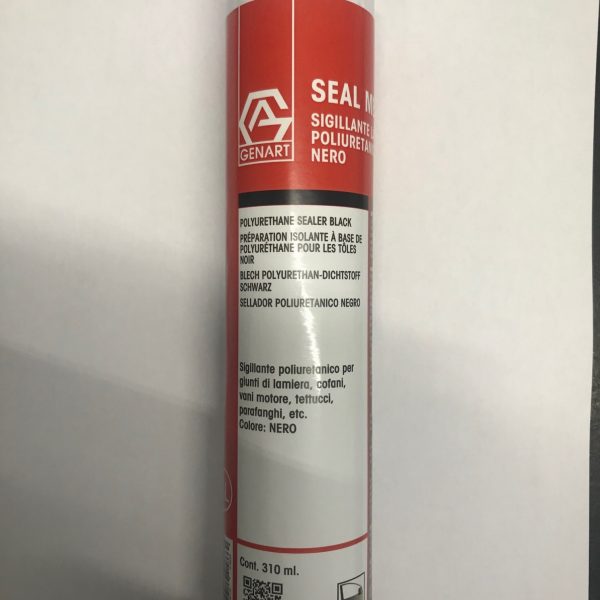 GENART
SEAL
SIGILLANTE
NERO
POLYURETHANE SEALER BLACK
PRÉPARATION ISOLANTE À BASE DE
POLYURÉTHANE POUR LES TÔLES
NOIR
BLECH POLYURETHAN-DICHTSTOFF
SCHWARZ
SELLADOR POLIURETANICO NEGRO
Sigillante poliuretanico per
giunti di lamiera, cofani,
vani motore, tettucci,
parafanghi, etc.
Colore: NERO
Cont. 310 ml.